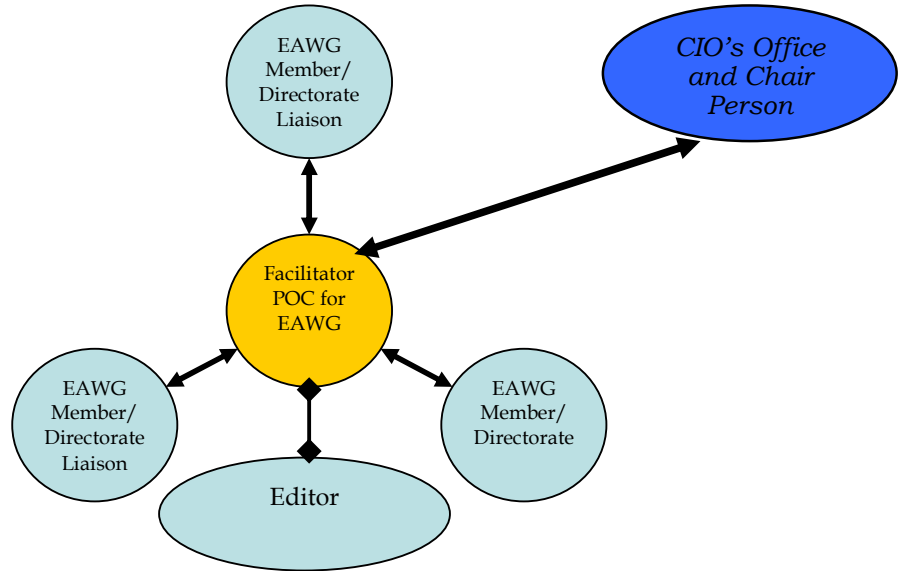 EAWG
Member/
Directorate
Liaison
CIO’s Office
and Chair
Person
Facilitator
POC for
EAWG
EAWG
Member/
Directorate
Liaison
EAWG
Member/
Directorate
Editor